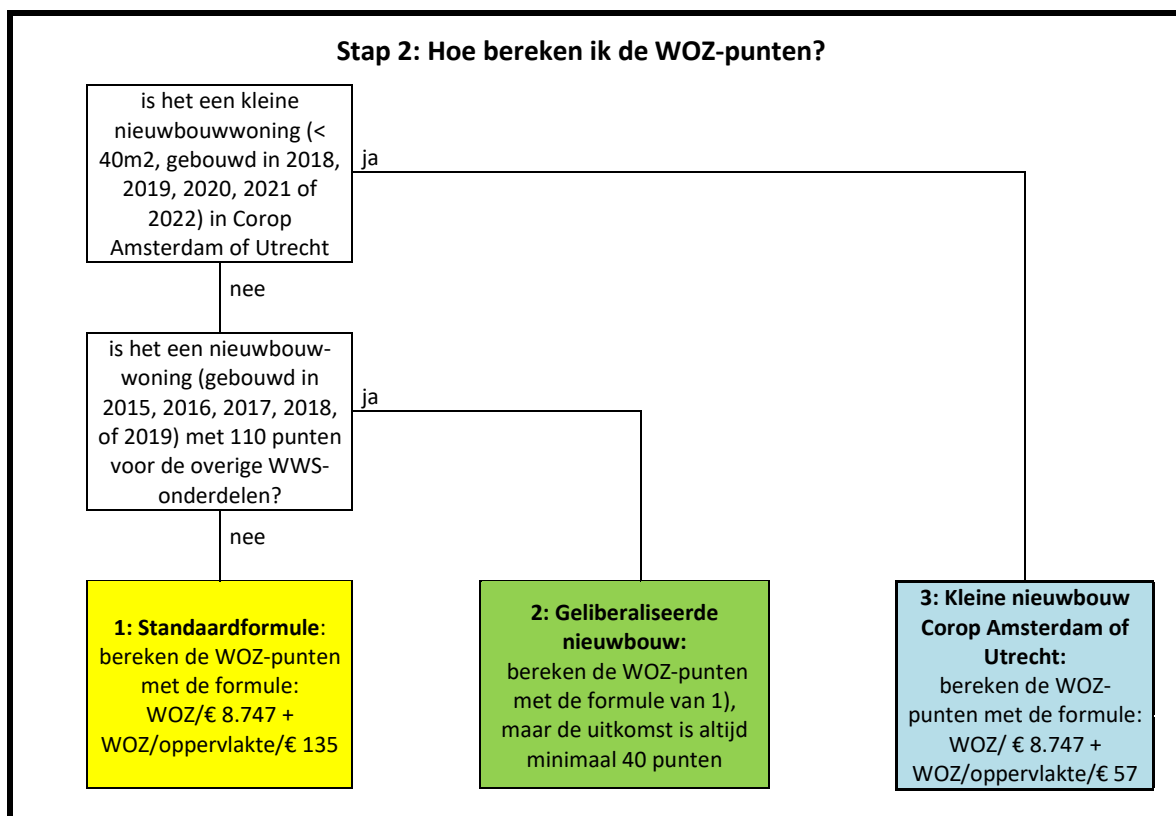 Stap 2: Hoe bereken ik de WOZ-punten?
is het een kleine
nieuwbouwwoning (<
40m2, gebouwd in 2018,
2019, 2020, 2021 of
2022) in Corop
Amsterdam of Utrecht
ja
nee
is het een nieuwbouw-
woning (gebouwd in
2015, 2016, 2017, 2018,
of 2019) met 110 punten
voor de overige WWS-
onderdelen?
ja
nee
1: Standaardformule:
bereken de WOZ-punten
met de formule:
WOZ/€ 8.747 +
WOZ/oppervlakte/€ 135
2: Geliberaliseerde
nieuwbouw:
bereken de WOZ-punten
met de formule van 1),
maar de uitkomst is altijd
minimaal 40 punten
3: Kleine nieuwbouw
Corop Amsterdam of
Utrecht:
bereken de WOZ-
punten met de formule:
WOZ/ € 8.747 +
WOZ/oppervlakte/€ 57